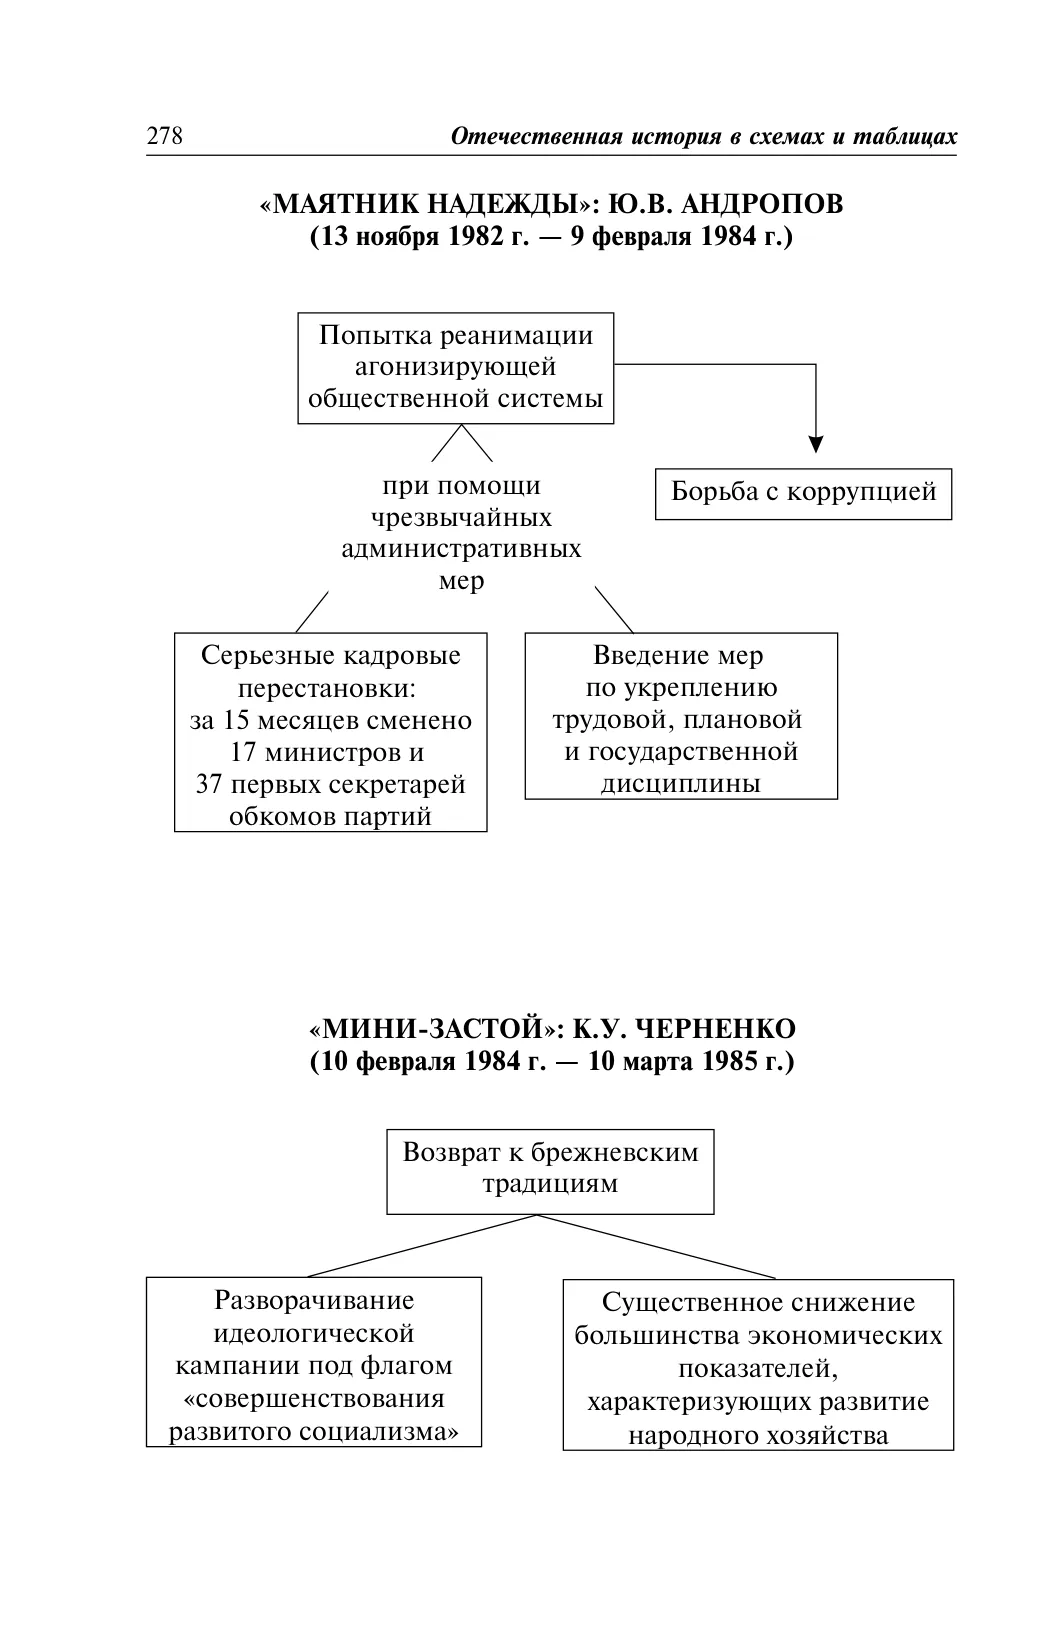 278 Отечественная история в схемах и таблицах
«МАЯТНИК НАДЕЖДЫ»: Ю.В. АНДРОПОВ
(13 ноября 1982 г. — 9 февраля 1984 г.)
Попытка реанимации
агонизирующей
общественной системы
при помощи
чрезвычайных
административных
мер
Борьба с коррупцией
Серьезные кадровые
перестановки:
за 15 месяцев сменено
17 министров и
37 первых секретарей
обкомов партий
Введение мер
по укреплению
трудовой, плановой
и государственной
дисциплины
«МИНИ-ЗАСТОЙ»: К.У. ЧЕРНЕНКО
(10 февраля 1984 г. — 10 марта 1985 г.)
Возврат к брежневским
традициям
Разворачивание
идеологической
кампании под флагом
«совершенствования
развитого социализма»
Существенное снижение
большинства экономических
показателей,
характеризующих развитие
народного хозяйства